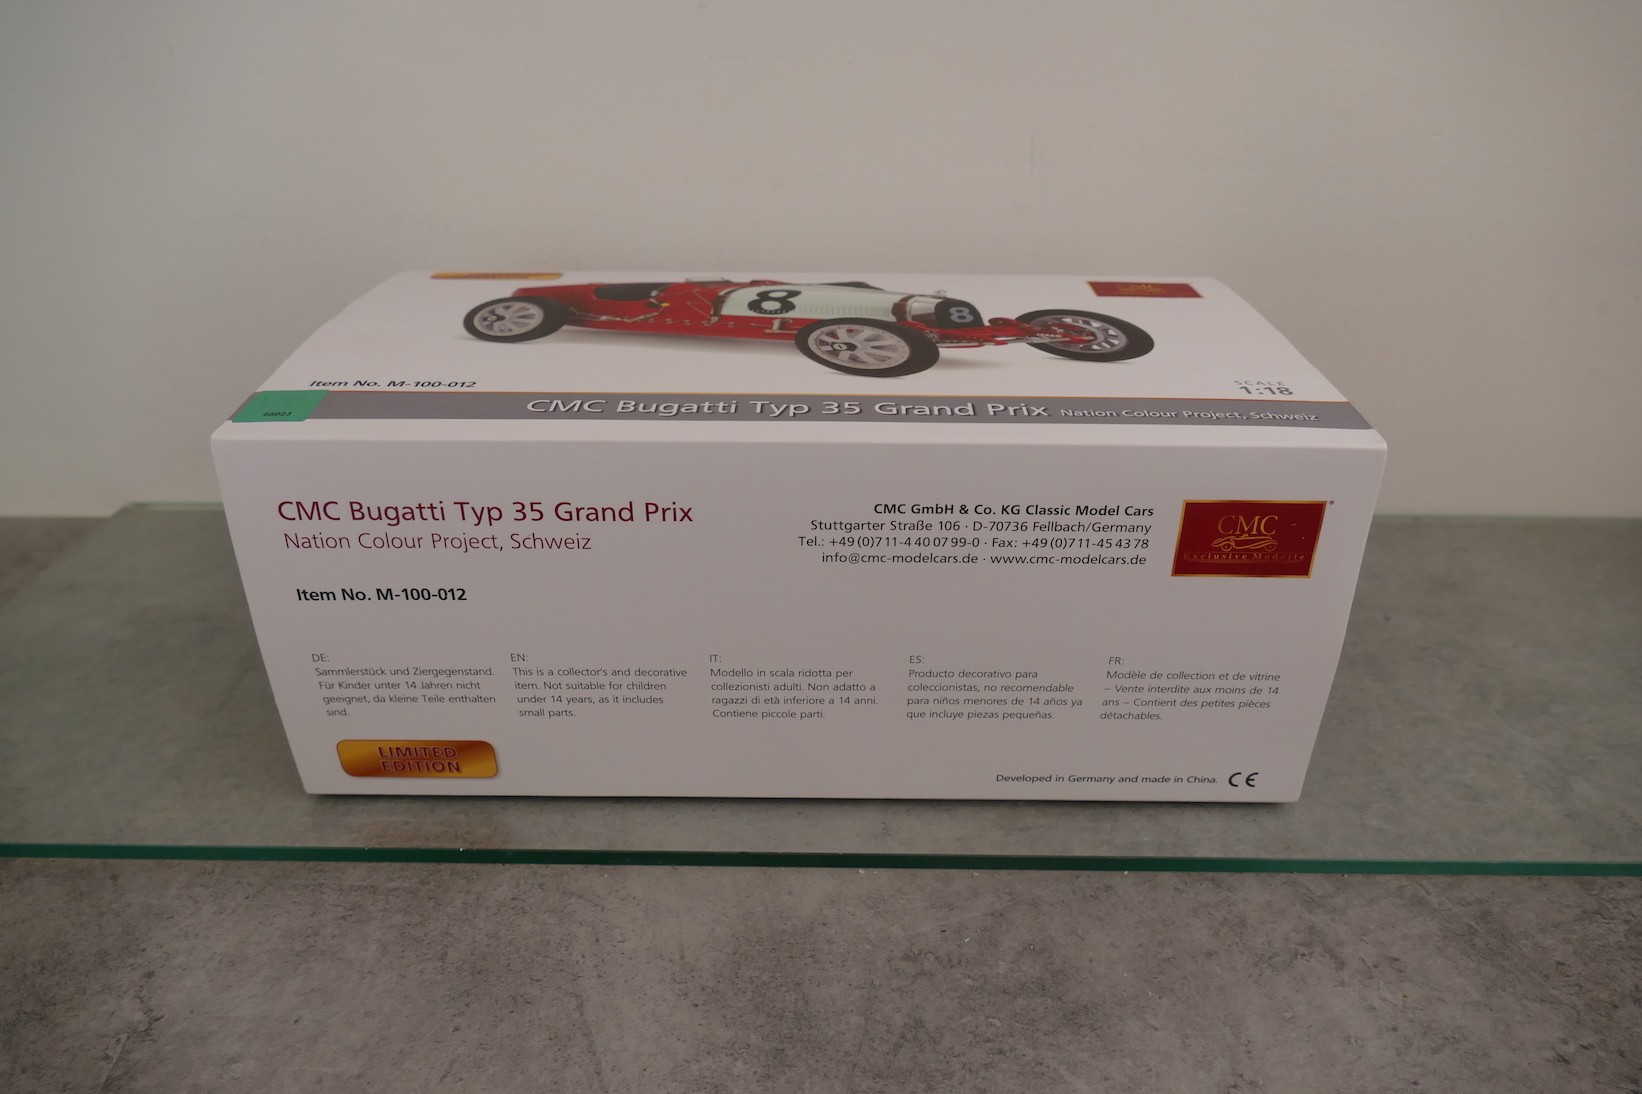 8
8
CMC
Item No. M-100-012
SCALE
1:18
68023
CMC Bugatti Typ 35 Grand Prix Nation Colour Project, Schweiz
CMC Bugatti Typ 35 Grand Prix
Nation Colour Project, Schweiz
Item No. M-100-012
CMC GmbH & Co. KG Classic Model Cars
Stuttgarter Straße 106 · D-70736 Fellbach/Germany
Tel.: +49 (0)711-4 40 07 99-0 · Fax: +49 (0)711-45 43 78
info@cmc-modelcars.de · www.cmc-modelcars.de
CMC
Exclusive Modelle
DE:
Sammlerstück und Ziergegenstand.
Für Kinder unter 14 Jahren nicht
geeignet, da kleine Teile enthalten
sind.
EN:
This is a collector's and decorative
item. Not suitable for children
under 14 years, as it includes
small parts.
IT:
Modello in scala ridotta per
collezionisti adulti. Non adatto a
ragazzi di età inferiore a 14 anni.
Contiene piccole parti.
ES:
Producto decorativo para
coleccionistas, no recomendable
para niños menores de 14 años ya
que incluye piezas pequeñas.
FR:
Modèle de collection et de vitrine
– Vente interdite aux moins de 14
ans – Contient des petites pièces
détachables.
LIMITED
EDITION
Developed in Germany and made in China. CE